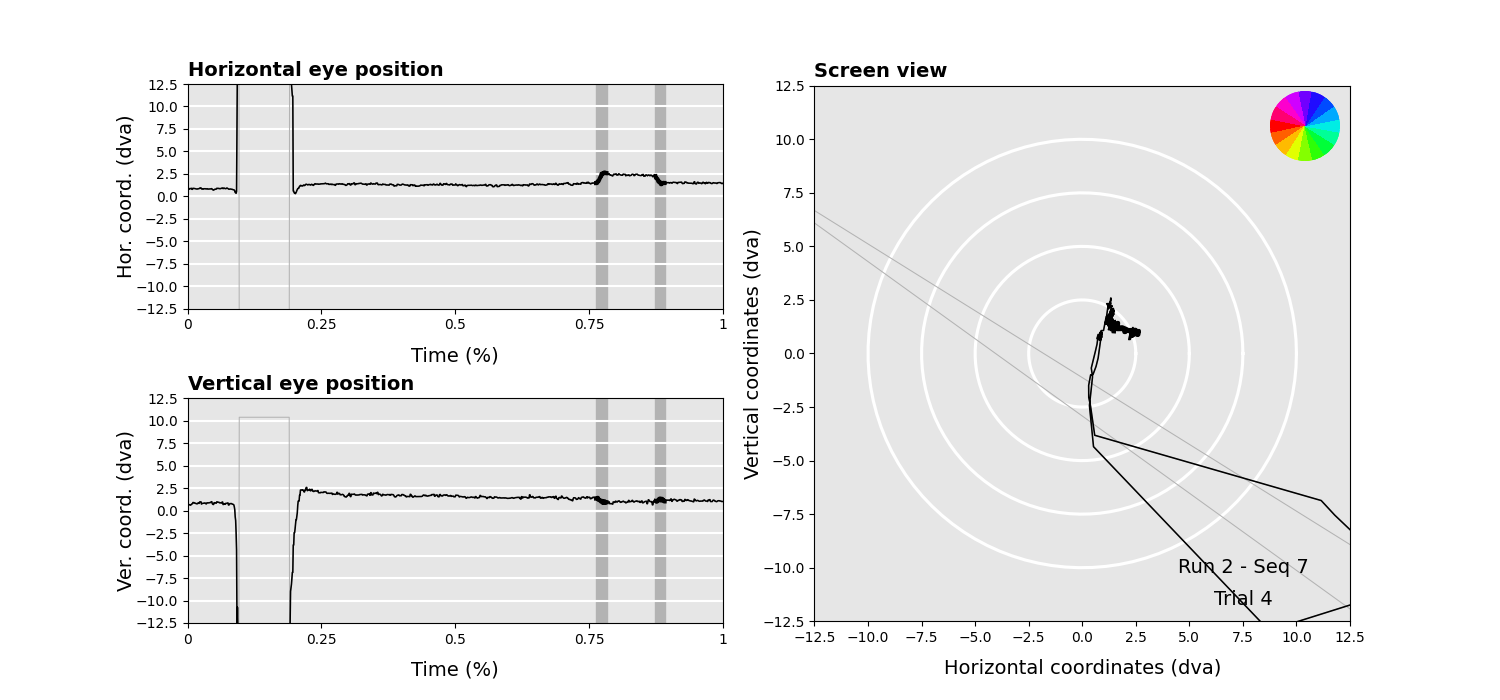 Horizontal eye position
12.5
10.0
7.5
5.0
2.5
0.0
−2.5
−5.0
−7.5
−10.0
−12.5
Hor. coord. (dva)
0 0.25 0.5 0.75 1
Time (%)
Vertical eye position
12.5
10.0
7.5
5.0
2.5
0.0
−2.5
−5.0
−7.5
−10.0
−12.5
Ver. coord. (dva)
0 0.25 0.5 0.75 1
Time (%)
Screen view
12.5
10.0
7.5
5.0
2.5
0.0
−2.5
−5.0
−7.5
−10.0
−12.5
Vertical coordinates (dva)
Run 2 - Seq 7
Trial 4
−12.5 −10.0 −7.5 −5.0 −2.5 0.0 2.5 5.0 7.5 10.0 12.5
Horizontal coordinates (dva)